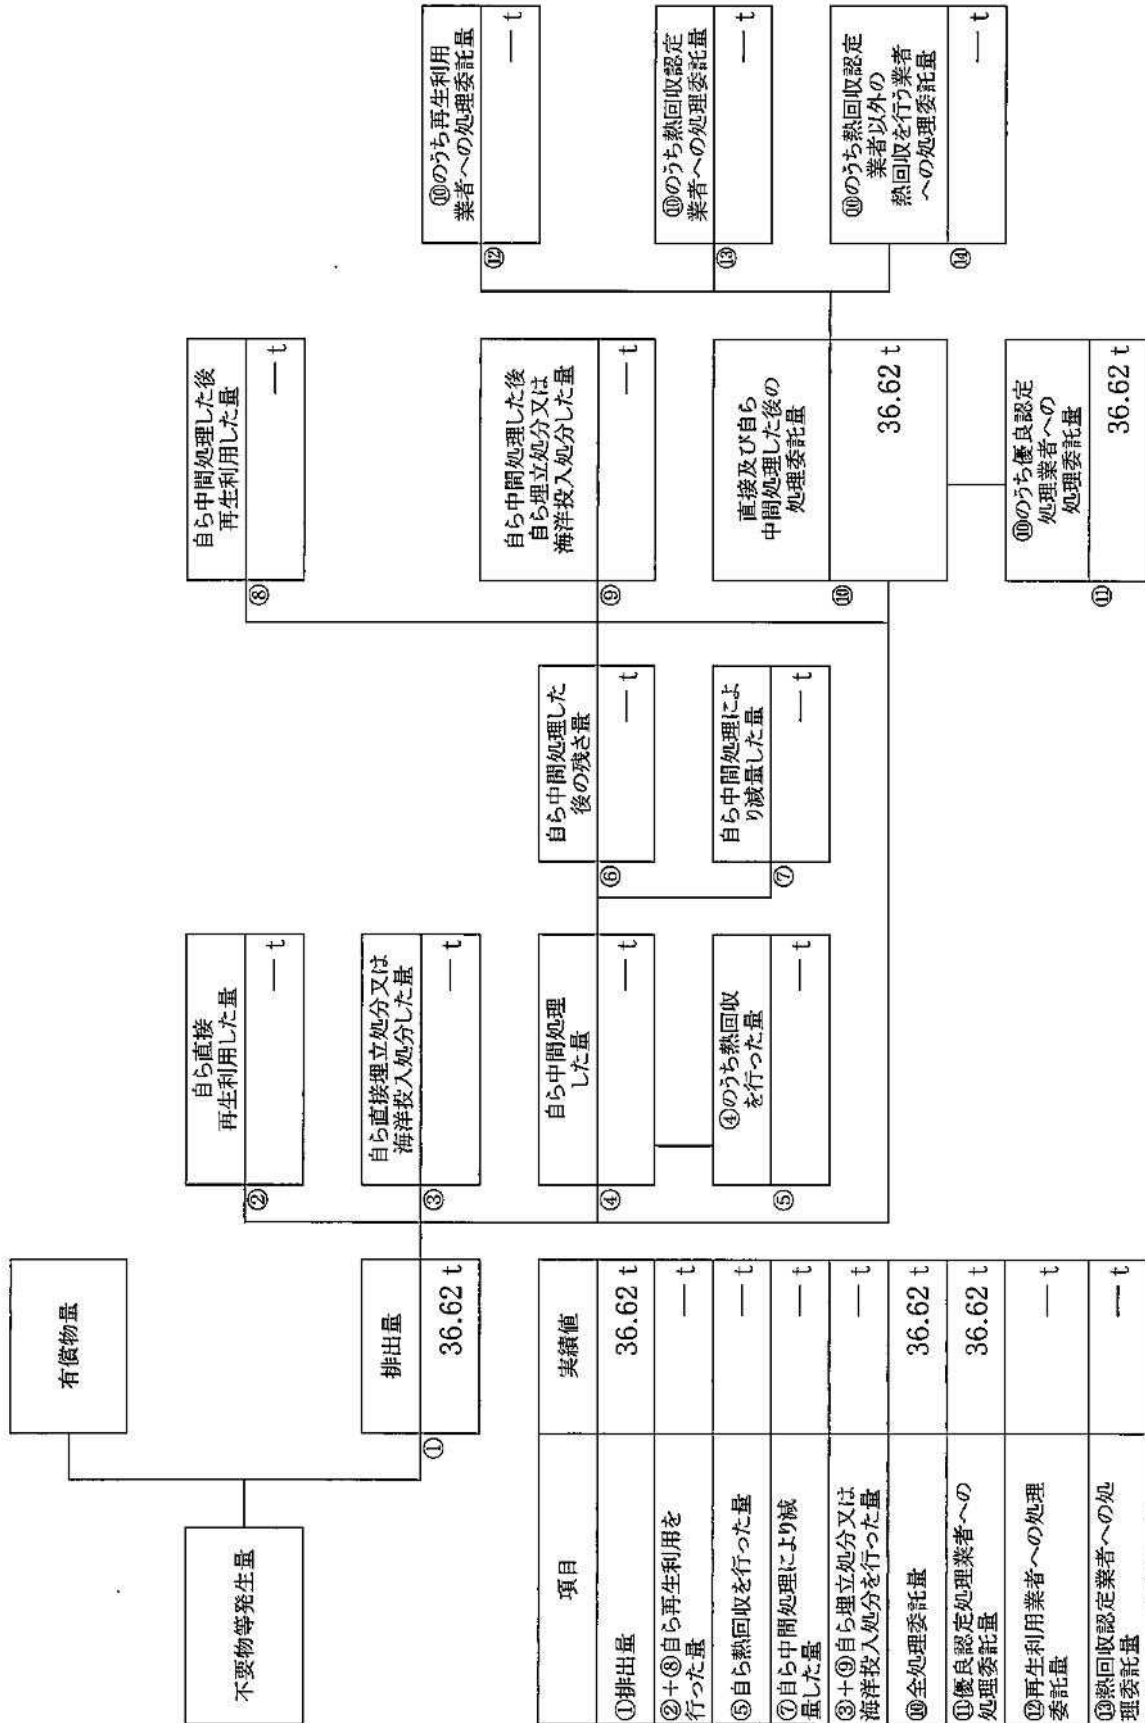 不要物等発生量
有償物量
①
排出量
36.62 t
②
自ら直接
再生利用した量
― t
③
自ら直接埋立処分又は
海洋投入処分した量
― t
④
自ら中間処理
した量
― t
⑤
④のうち熱回収
を行った量
― t
⑥
自ら中間処理した
後の残さ量
― t
⑦
自ら中間処理によ
り減量した量
― t
⑧
自ら中間処理した後
再生利用した量
― t
⑨
自ら中間処理した後
自ら埋立処分又は
海洋投入処分した量
― t
⑩
直接及び自ら
中間処理した後の
処理委託量
36.62 t
⑪
⑩のうち優良認定
処理業者への
処理委託量
36.62 t
⑫
⑩のうち再生利用
業者への処理委託量
― t
⑬
⑩のうち熱回収認定
業者への処理委託量
― t
⑭
⑩のうち熱回収認定
業者以外の
熱回収を行う業者
への処理委託量
― t
項目
実績値
①排出量
36.62 t
②+⑧自ら再生利用を
行った量
― t
⑤自ら熱回収を行った量
― t
⑦自ら中間処理により減
量した量
― t
③+⑨自ら埋立処分又は
海洋投入処分を行った量
― t
⑩全処理委託量
36.62 t
⑪優良認定処理業者への
処理委託量
36.62 t
⑫再生利用業者への処理
委託量
― t
⑬熱回収認定業者への処
理委託量
― t